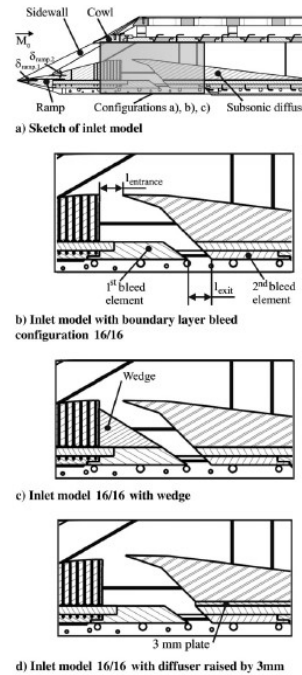 Sidewall
Cowl
M₀
δramp,2
δramp,1
Ramp
Configurations a), b), c)
a) Sketch of inlet model
lentrance
1st bleed
element
lexit
2nd bleed
element
b) Inlet model with boundary layer bleed
configuration 16/16
Wedge
c) Inlet model 16/16 with wedge
3 mm plate
d) Inlet model 16/16 with diffuser raised by 3mm